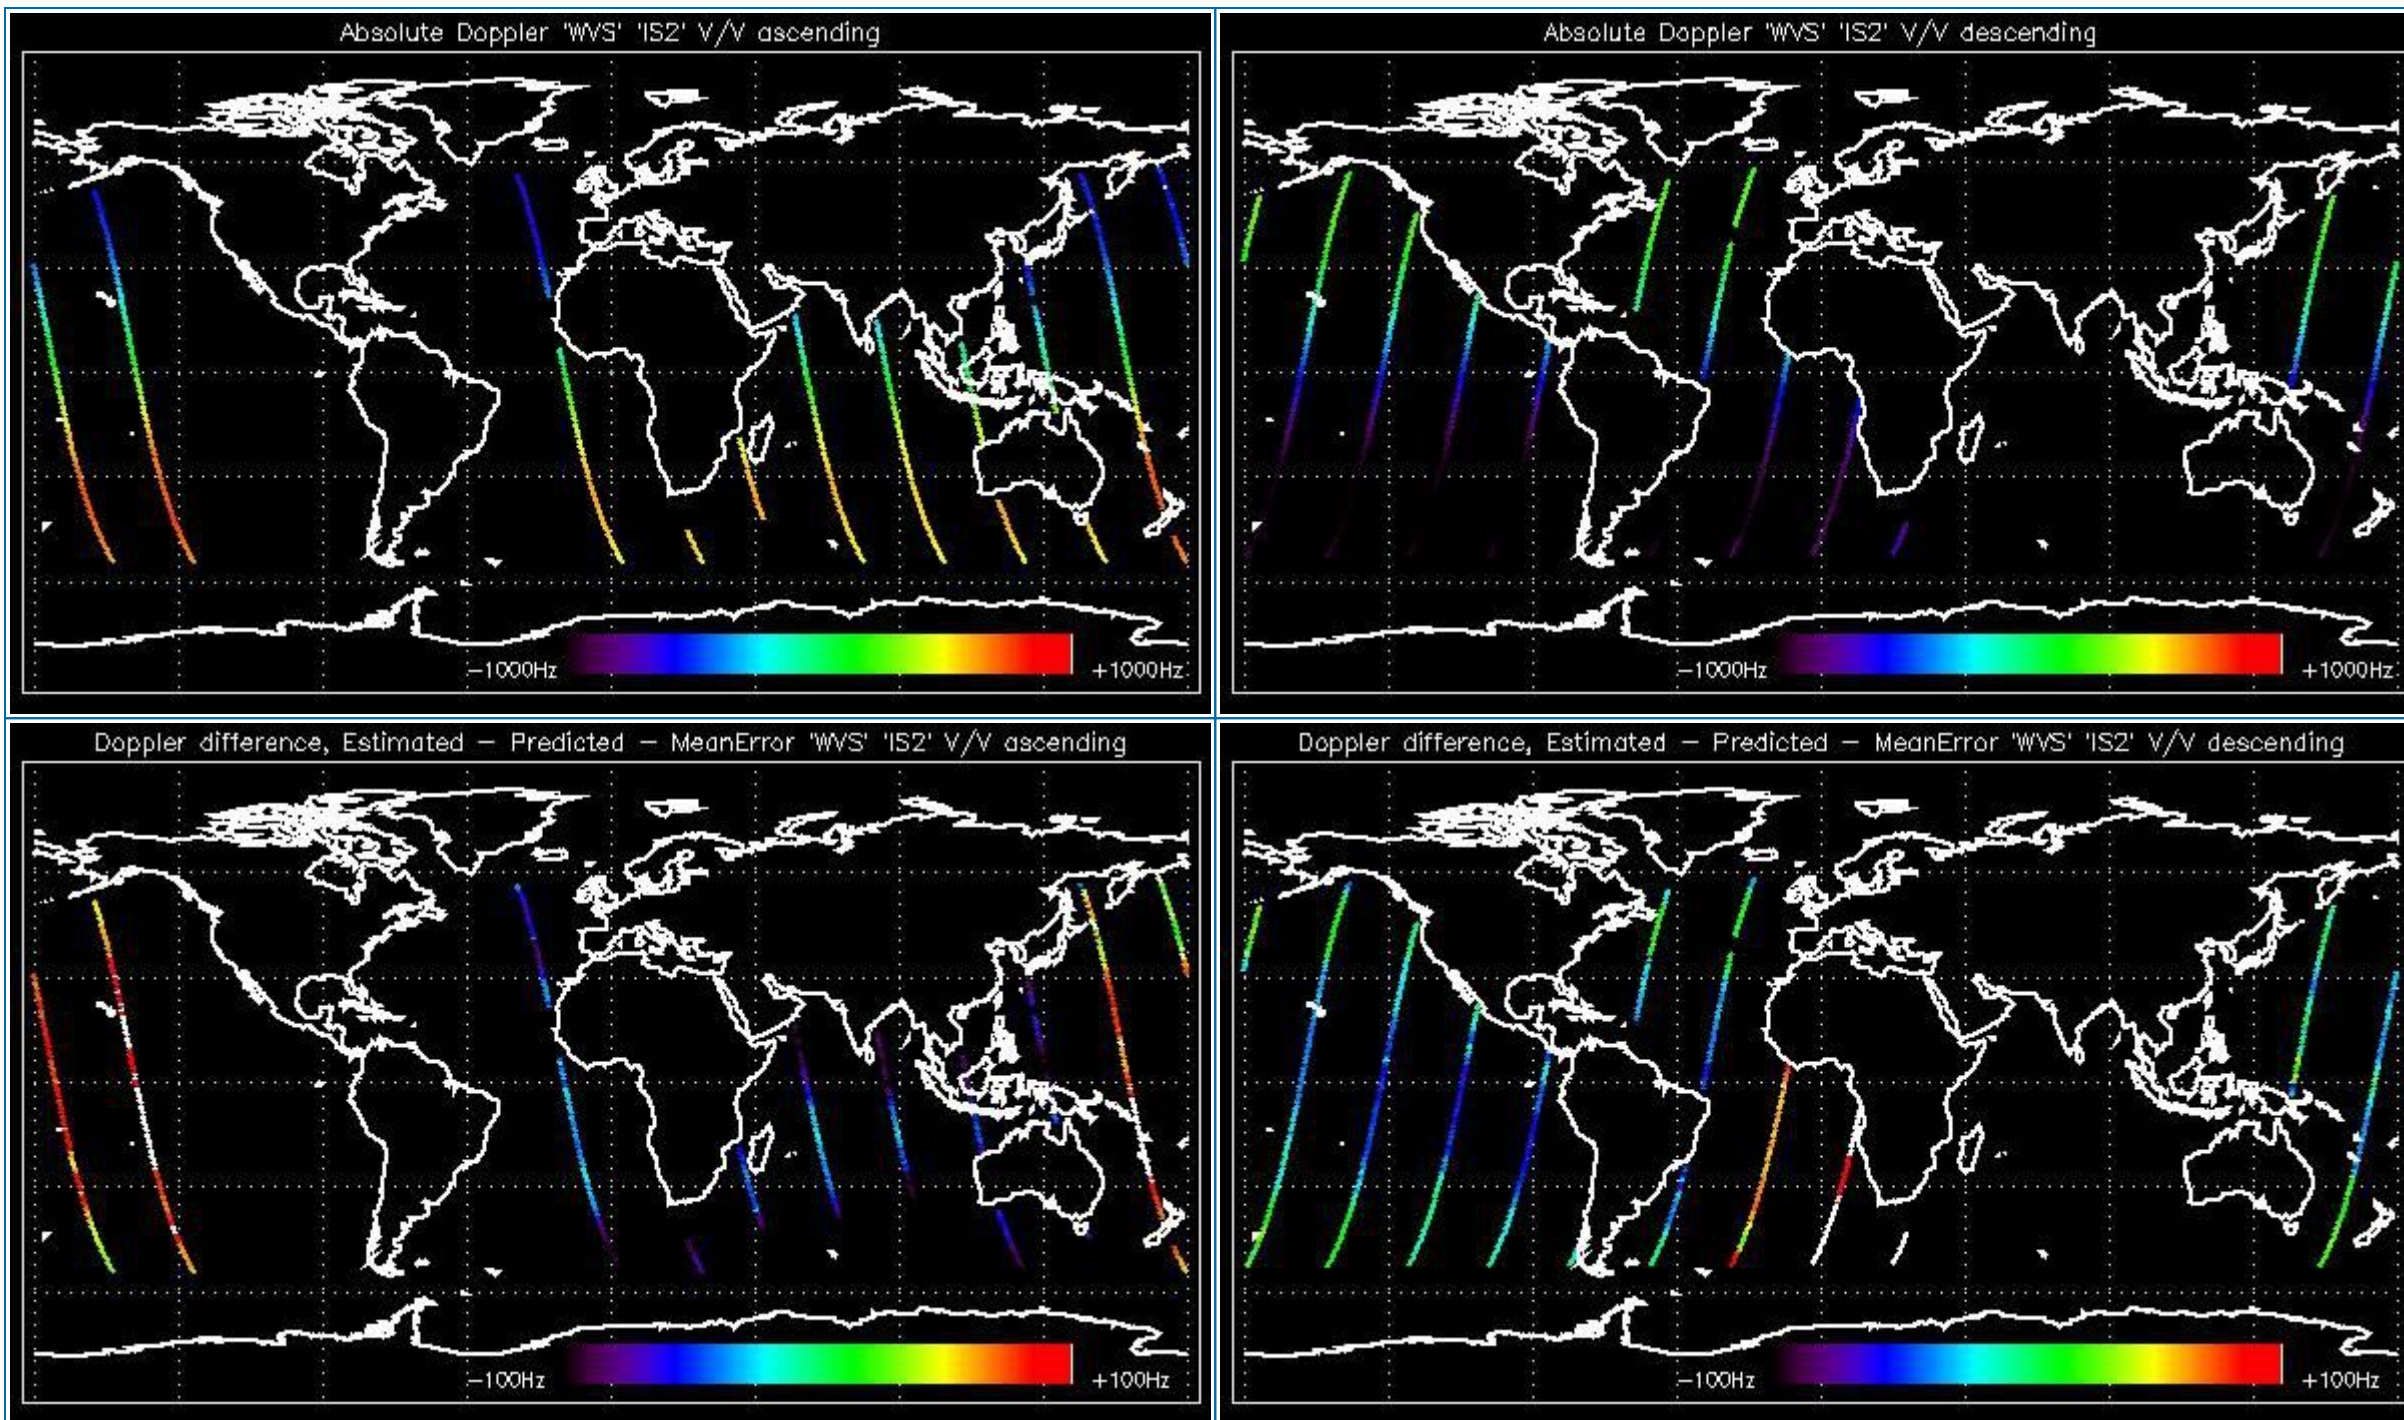 Absolute Doppler 'WVS' 'IS2' V/V ascending
−1000Hz
+1000Hz
Absolute Doppler 'WVS' 'IS2' V/V descending
−1000Hz
+1000Hz
Doppler difference, Estimated − Predicted − MeanError 'WVS' 'IS2' V/V ascending
−100Hz
+100Hz
Doppler difference, Estimated − Predicted − MeanError 'WVS' 'IS2' V/V descending
−100Hz
+100Hz